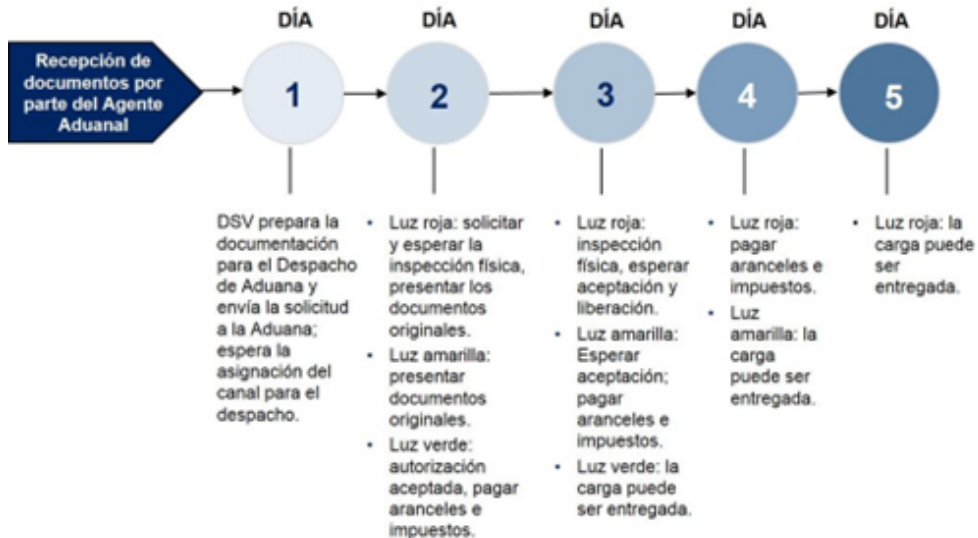 Recepción de
documentos por
parte del Agente
Aduanal
DÍA
1
DSV prepara la
documentación
para el Despacho
de Aduana y
envía la solicitud
a la Aduana;
espera la
asignación del
canal para el
despacho.
DÍA
2
• Luz roja: solicitar
y esperar la
inspección física,
presentar los
documentos
originales.
• Luz amarilla:
presentar
documentos
originales.
• Luz verde:
autorización
aceptada, pagar
aranceles e
impuestos.
DÍA
3
• Luz roja:
inspección
física, esperar
aceptación y
liberación.
• Luz amarilla:
Esperar
aceptación;
pagar
aranceles e
impuestos.
• Luz verde: la
carga puede
ser entregada.
DÍA
4
• Luz roja:
pagar
aranceles e
impuestos.
• Luz
amarilla: la
carga
puede ser
entregada.
DÍA
5
• Luz roja: la
carga puede
ser
entregada.